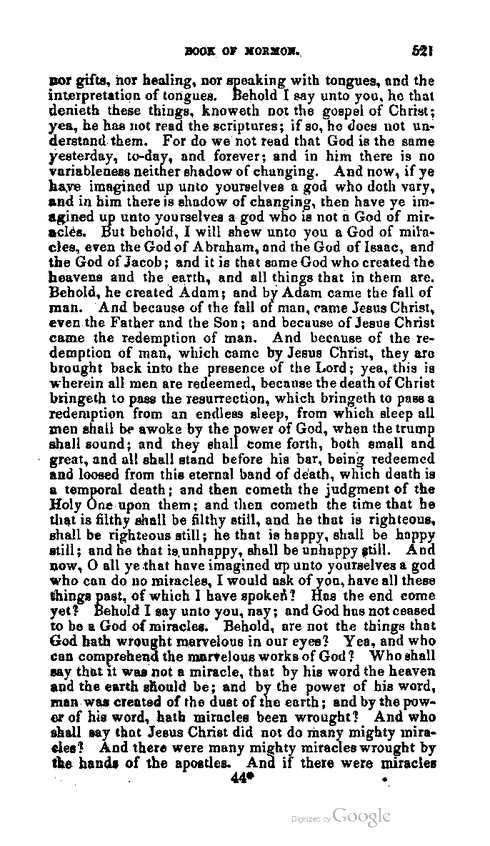 BOOK OF MORMON. 521
nor gifts, nor healing, nor speaking with tongues, and the
interpretation of tongues. Behold I say unto you, he that
denieth these things, knoweth not the gospel of Christ;
yea, he has not read the scriptures; if so, he does not un-
derstand them. For do we not read that God is the same
yesterday, to-day, and forever; and in him there is no
variableness neither shadow of changing. And now, if ye
have imagined up unto yourselves a god who doth vary,
and in him there is shadow of changing, then have ye im-
agined up unto yourselves a god who is not a God of mir-
acles. But behold, I will shew unto you a God of mira-
cles, even the God of Abraham, and the God of Isaac, and
the God of Jacob; and it is that same God who created the
heavens and the earth, and all things that in them are.
Behold, he created Adam; and by Adam came the fall of
man. And because of the fall of man, came Jesus Christ,
even the Father and the Son; and because of Jesus Christ
came the redemption of man. And because of the re-
demption of man, which came by Jesus Christ, they are
brought back into the presence of the Lord; yea, this is
wherein all men are redeemed, because the death of Christ
bringeth to pass the resurrection, which bringeth to pass a
redemption from an endless sleep, from which sleep all
men shall be awoke by the power of God, when the trump
shall sound; and they shall come forth, both small and
great, and all shall stand before his bar, being redeemed
and loosed from this eternal band of death, which death is
a temporal death; and then cometh the judgment of the
Holy One upon them; and then cometh the time that he
that is filthy shall be filthy still, and he that is righteous,
shall be righteous still; he that is happy, shall be happy
still; and he that is unhappy, shall be unhappy still. And
now, O all ye that have imagined up unto yourselves a god
who can do no miracles, I would ask of you, have all these
things past, of which I have spoken? Has the end come
yet? Behold I say unto you, nay; and God has not ceased
to be a God of miracles. Behold, are not the things that
God hath wrought marvelous in our eyes? Yea, and who
can comprehend the marvelous works of God? Who shall
say that it was not a miracle, that by his word the heaven
and the earth should be; and by the power of his word,
man was created of the dust of the earth; and by the pow-
er of his word, hath miracles been wrought? And who
shall say that Jesus Christ did not do many mighty mira-
cles? And there were many mighty miracles wrought by
the hands of the apostles. And if there were miracles
44*
Digitized by Google